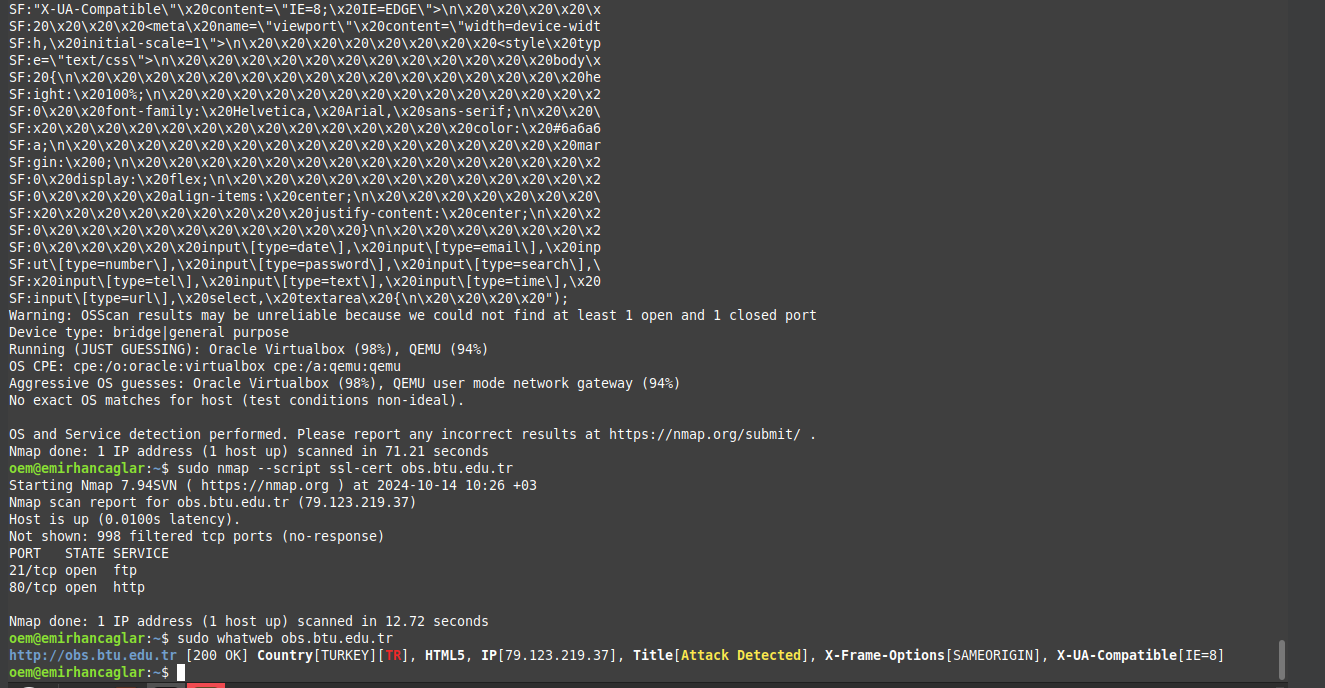 SF:"X-UA-Compatible\"\x20content=\"IE=8;\x20IE=EDGE\">\n\x20\x20\x20\x20\x
SF:20\x20\x20\x20<meta\x20name=\"viewport\"\x20content=\"width=device-widt
SF:h,\x20initial-scale=1\">\n\x20\x20\x20\x20\x20\x20\x20\x20<style\x20typ
SF:e=\"text/css\">\n\x20\x20\x20\x20\x20\x20\x20\x20\x20\x20\x20\x20body\x
SF:20{\n\x20\x20\x20\x20\x20\x20\x20\x20\x20\x20\x20\x20\x20\x20\x20\x20he
SF:ight:\x20100%;\n\x20\x20\x20\x20\x20\x20\x20\x20\x20\x20\x20\x20\x20\x2
SF:0\x20\x20font-family:\x20Helvetica,\x20Arial,\x20sans-serif;\n\x20\x20\
SF:x20\x20\x20\x20\x20\x20\x20\x20\x20\x20\x20\x20\x20\x20color:\x20#6a6a6
SF:a;\n\x20\x20\x20\x20\x20\x20\x20\x20\x20\x20\x20\x20\x20\x20\x20\x20mar
SF:gin:\x200;\n\x20\x20\x20\x20\x20\x20\x20\x20\x20\x20\x20\x20\x20\x20\x2
SF:0\x20display:\x20flex;\n\x20\x20\x20\x20\x20\x20\x20\x20\x20\x20\x20\x2
SF:0\x20\x20\x20\x20align-items:\x20center;\n\x20\x20\x20\x20\x20\x20\x20\
SF:x20\x20\x20\x20\x20\x20\x20\x20\x20justify-content:\x20center;\n\x20\x2
SF:0\x20\x20\x20\x20\x20\x20\x20\x20\x20\x20}\n\x20\x20\x20\x20\x20\x20\x2
SF:0\x20\x20\x20\x20\x20input\[type=date\],\x20input\[type=email\],\x20inp
SF:ut\[type=number\],\x20input\[type=password\],\x20input\[type=search\],\
SF:x20input\[type=tel\],\x20input\[type=text\],\x20input\[type=time\],\x20
SF:input\[type=url\],\x20select,\x20textarea\x20{\n\x20\x20\x20\x20");
Warning: OSScan results may be unreliable because we could not find at least 1 open and 1 closed port
Device type: bridge|general purpose
Running (JUST GUESSING): Oracle Virtualbox (98%), QEMU (94%)
OS CPE: cpe:/o:oracle:virtualbox cpe:/a:qemu:qemu
Aggressive OS guesses: Oracle Virtualbox (98%), QEMU user mode network gateway (94%)
No exact OS matches for host (test conditions non-ideal).
OS and Service detection performed. Please report any incorrect results at https://nmap.org/submit/ .
Nmap done: 1 IP address (1 host up) scanned in 71.21 seconds
oem@emirhancaglar:~$ sudo nmap --script ssl-cert obs.btu.edu.tr
Starting Nmap 7.94SVN ( https://nmap.org ) at 2024-10-14 10:26 +03
Nmap scan report for obs.btu.edu.tr (79.123.219.37)
Host is up (0.0100s latency).
Not shown: 998 filtered tcp ports (no-response)
PORT   STATE SERVICE
21/tcp open  ftp
80/tcp open  http
Nmap done: 1 IP address (1 host up) scanned in 12.72 seconds
oem@emirhancaglar:~$ sudo whatweb obs.btu.edu.tr
http://obs.btu.edu.tr [200 OK] Country[TURKEY][TR], HTML5, IP[79.123.219.37], Title[Attack Detected], X-Frame-Options[SAMEORIGIN], X-UA-Compatible[IE=8]
oem@emirhancaglar:~$